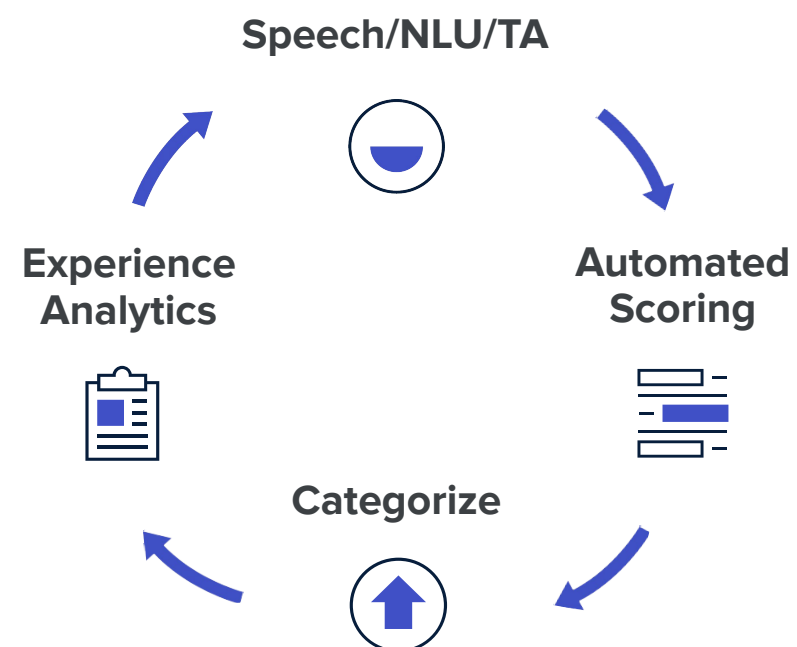 Speech/NLU/TA
Experience
Analytics
Automated
Scoring
Categorize